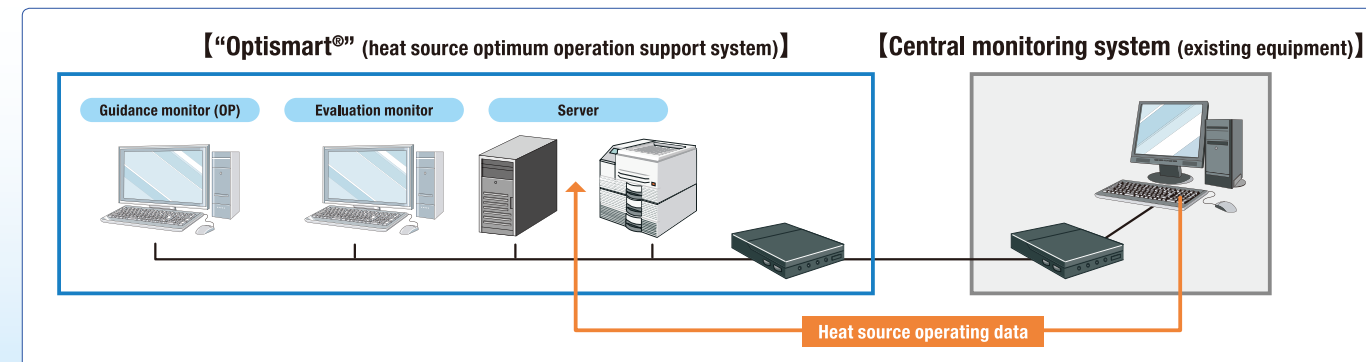 【“Optismart®” (heat source optimum operation support system)】
【Central monitoring system (existing equipment)】
Guidance monitor (OP)
Evaluation monitor
Server
Heat source operating data